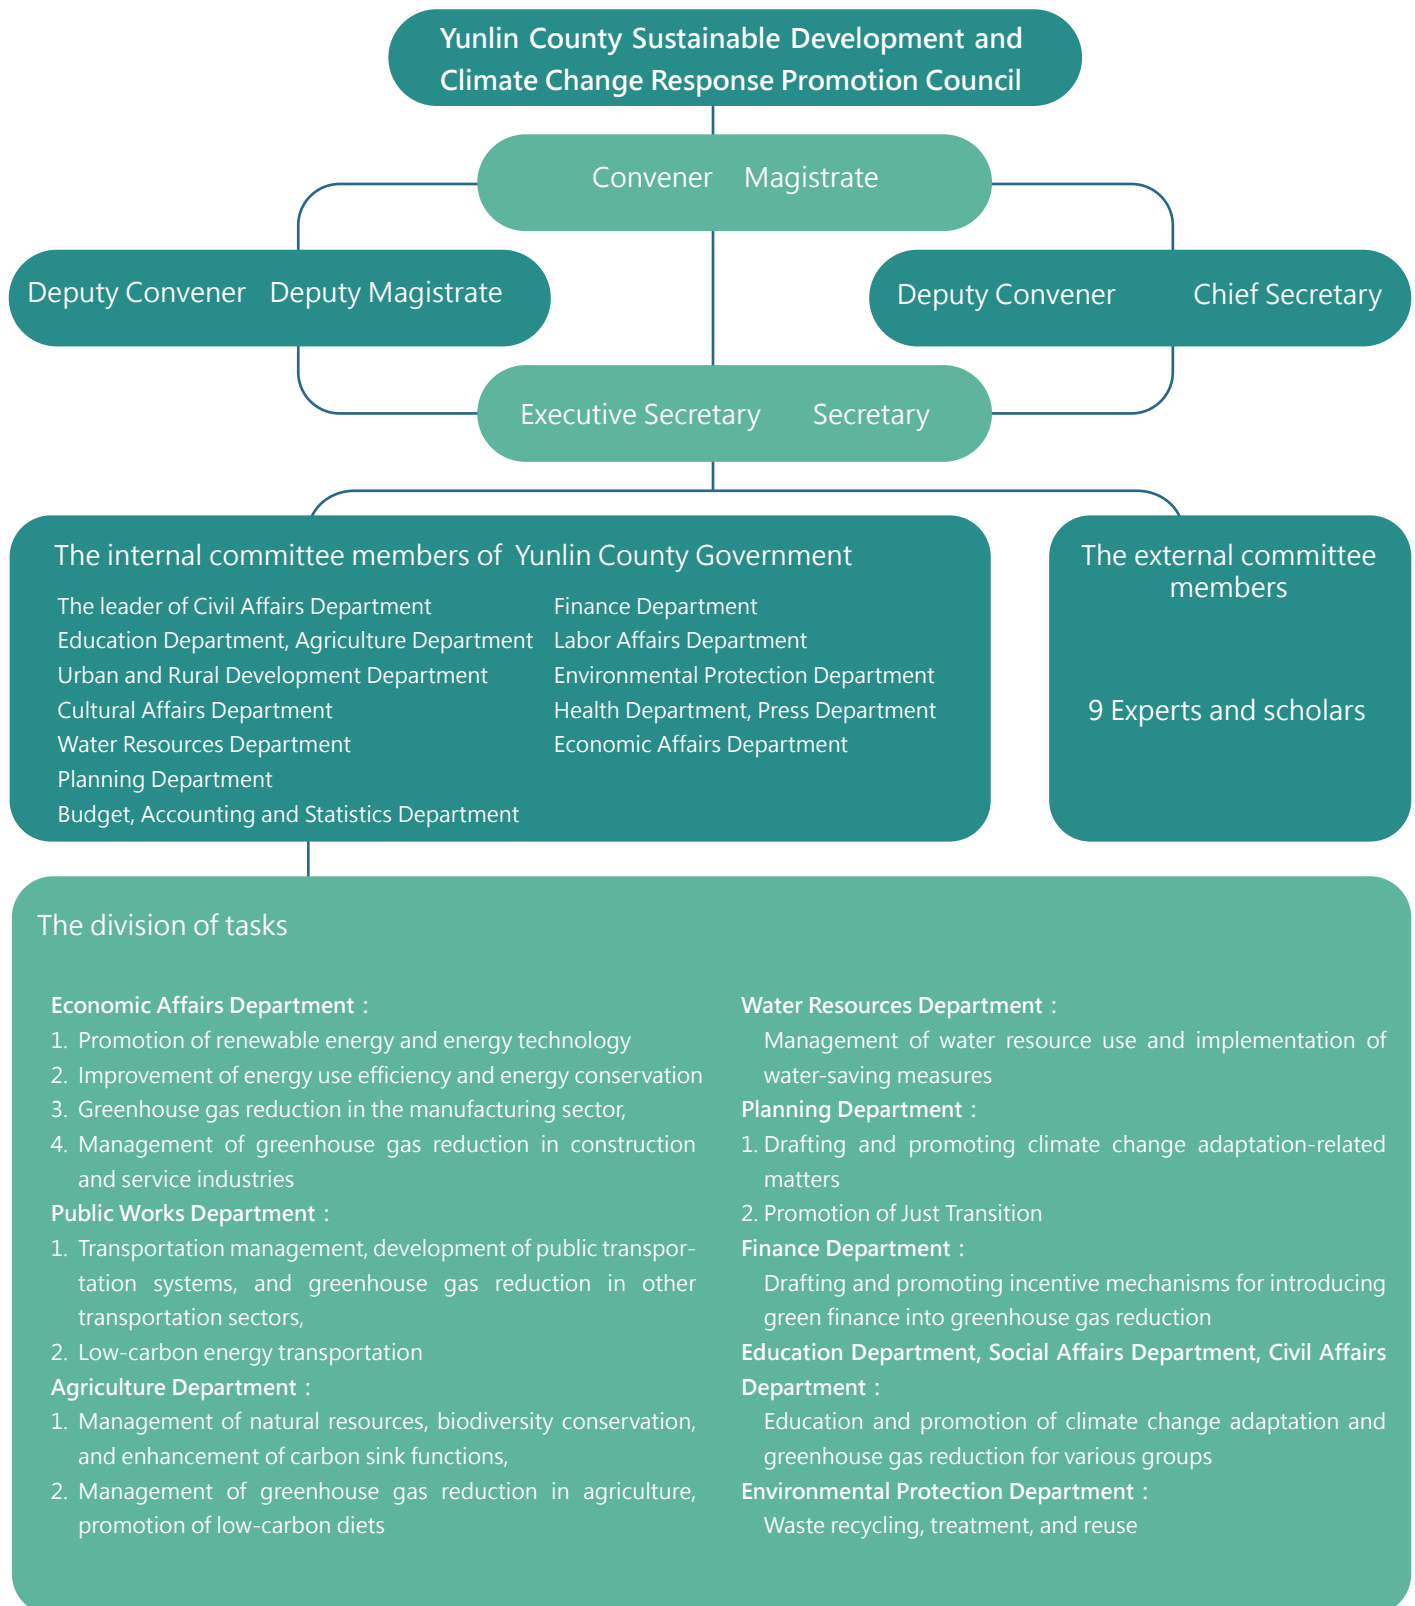 Yunlin County Sustainable Development and
Climate Change Response Promotion Council
Convener Magistrate
Deputy Convener Deputy Magistrate
Deputy Convener Chief Secretary
Executive Secretary Secretary
The internal committee members of Yunlin County Government
The leader of Civil Affairs Department
Education Department, Agriculture Department
Urban and Rural Development Department
Cultural Affairs Department
Water Resources Department
Planning Department
Budget, Accounting and Statistics Department
Finance Department
Labor Affairs Department
Environmental Protection Department
Health Department, Press Department
Economic Affairs Department
The external committee
members
9 Experts and scholars
The division of tasks
Economic Affairs Department：
1. Promotion of renewable energy and energy technology
2. Improvement of energy use efficiency and energy conservation
3. Greenhouse gas reduction in the manufacturing sector,
4. Management of greenhouse gas reduction in construction
and service industries
Public Works Department：
1. Transportation management, development of public transpor-
tation systems, and greenhouse gas reduction in other
transportation sectors,
2. Low-carbon energy transportation
Agriculture Department：
1. Management of natural resources, biodiversity conservation,
and enhancement of carbon sink functions,
2. Management of greenhouse gas reduction in agriculture,
promotion of low-carbon diets
Water Resources Department：
Management of water resource use and implementation of
water-saving measures
Planning Department：
1. Drafting and promoting climate change adaptation-related
matters
2. Promotion of Just Transition
Finance Department：
Drafting and promoting incentive mechanisms for introducing
green finance into greenhouse gas reduction
Education Department, Social Affairs Department, Civil Affairs
Department：
Education and promotion of climate change adaptation and
greenhouse gas reduction for various groups
Environmental Protection Department：
Waste recycling, treatment, and reuse